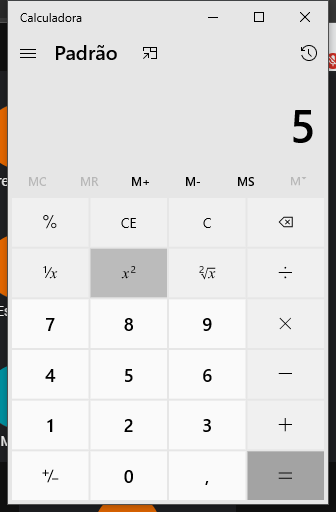 Calculadora
Padrão
5
MC MR M+ M- MS M˅
% CE C
¹/x x² ²√x ÷
7 8 9 ×
4 5 6 −
1 2 3 +
+/− 0 , =